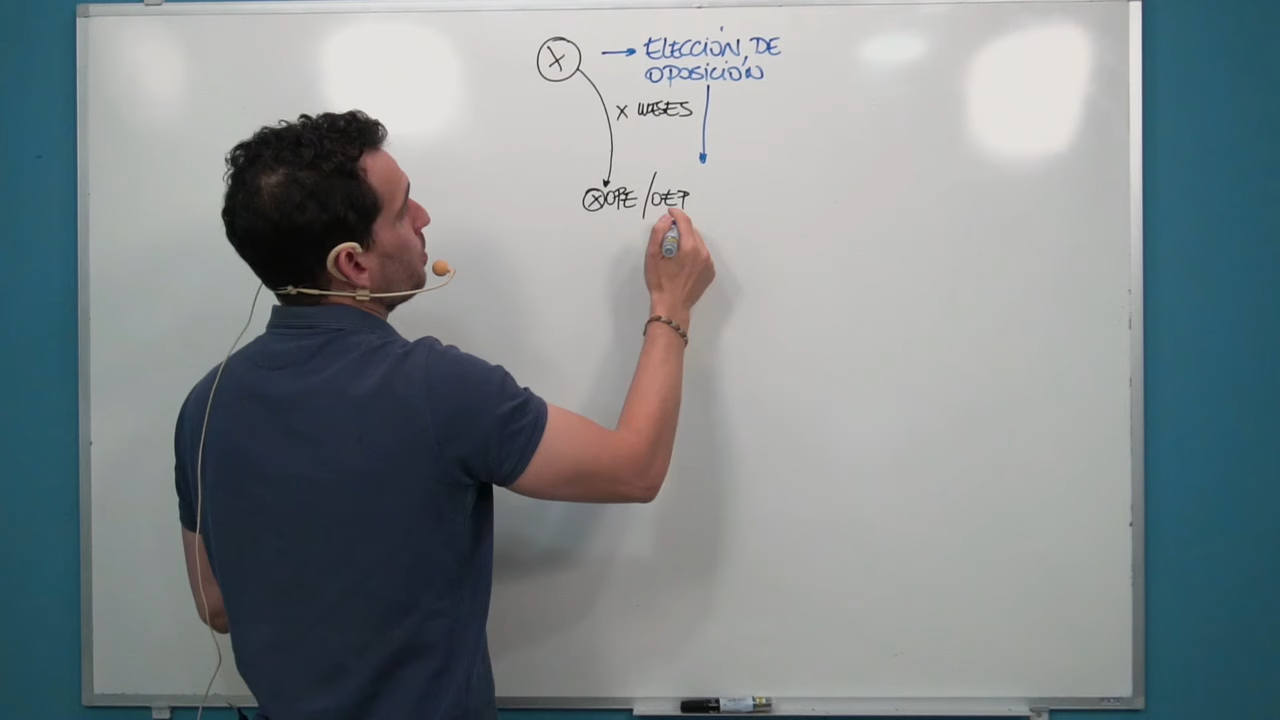 X → ELECCIÓN, DE
OPOSICIÓN
X MESES
X OPE / OEP